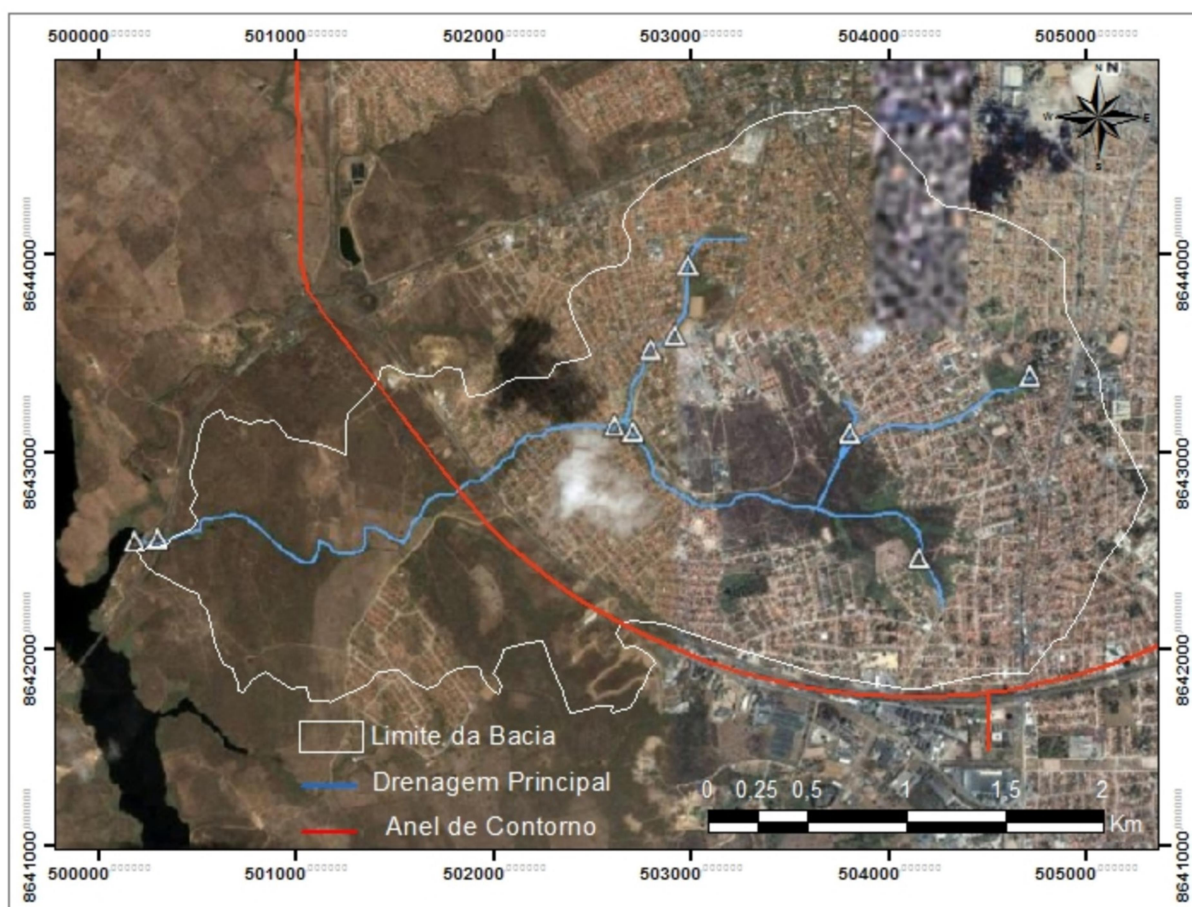 500000 501000 502000 503000 504000 505000
N
N
W E
S
8644000 8644000
8643000 8643000
8642000 8642000
8641000 8641000
Limite da Bacia
Drenagem Principal
Anel de Contorno
0 0.25 0.5 1 1,5 2
Km
500000 501000 502000 503000 504000 505000